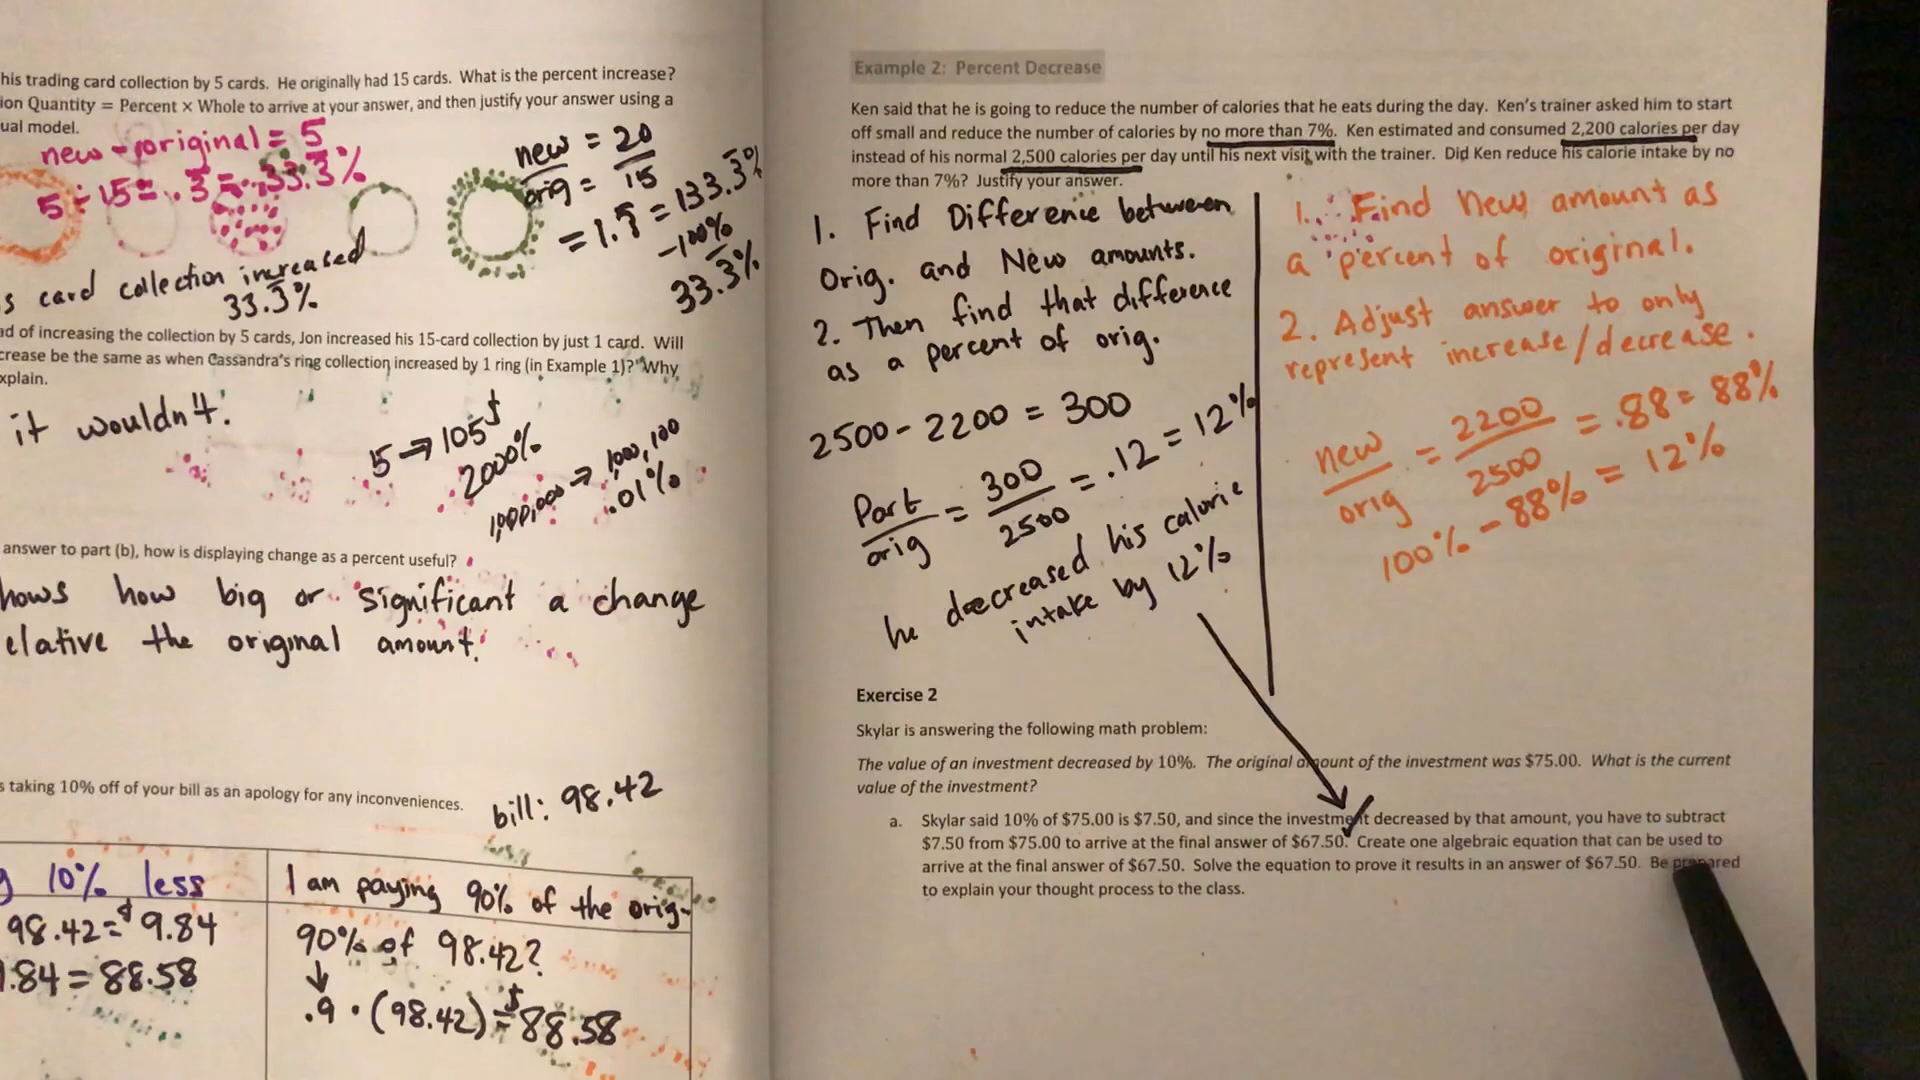 his trading card collection by 5 cards. He originally had 15 cards. What is the percent increase?
ion Quantity = Percent × Whole to arrive at your answer, and then justify your answer using a
ual model.
new - original = 5
5 ÷ 15 = .3̅ = 33.3̅%
new = 20
orig = 15
= 1.3̅ = 133.3̅%
-100%
33.3̅%
s card collection increased
33.3̅%
ad of increasing the collection by 5 cards, Jon increased his 15-card collection by just 1 card. Will
crease be the same as when Cassandra's ring collection increased by 1 ring (in Example 1)? Why
xplain.
it wouldn't.
5 → 105
2000%
→ 1,000,100
.01%
answer to part (b), how is displaying change as a percent useful?
hows how big or significant a change
elative the original amount.
s taking 10% off of your bill as an apology for any inconveniences.
bill: 98.42
10% less
98.42 = $9.84
.84 = 88.58
I am paying 90% of the orig.
90% of 98.42?
.9 · (98.42) = $88.58
Example 2: Percent Decrease
Ken said that he is going to reduce the number of calories that he eats during the day. Ken's trainer asked him to start
off small and reduce the number of calories by no more than 7%. Ken estimated and consumed 2,200 calories per day
instead of his normal 2,500 calories per day until his next visit with the trainer. Did Ken reduce his calorie intake by no
more than 7%? Justify your answer.
1. Find Difference between
Orig. and New amounts.
2. Then find that difference
as a percent of orig.
2500 - 2200 = 300
Part/orig = 300/2500 = .12 = 12%
he decreased his calorie
intake by 12%
1. Find New amount as
a percent of original.
2. Adjust answer to only
represent increase/decrease.
new/orig = 2200/2500 = .88 = 88%
100% - 88% = 12%
Exercise 2
Skylar is answering the following math problem:
The value of an investment decreased by 10%. The original amount of the investment was $75.00. What is the current
value of the investment?
a. Skylar said 10% of $75.00 is $7.50, and since the investment decreased by that amount, you have to subtract
$7.50 from $75.00 to arrive at the final answer of $67.50. Create one algebraic equation that can be used to
arrive at the final answer of $67.50. Solve the equation to prove it results in an answer of $67.50. Be prepared
to explain your thought process to the class.